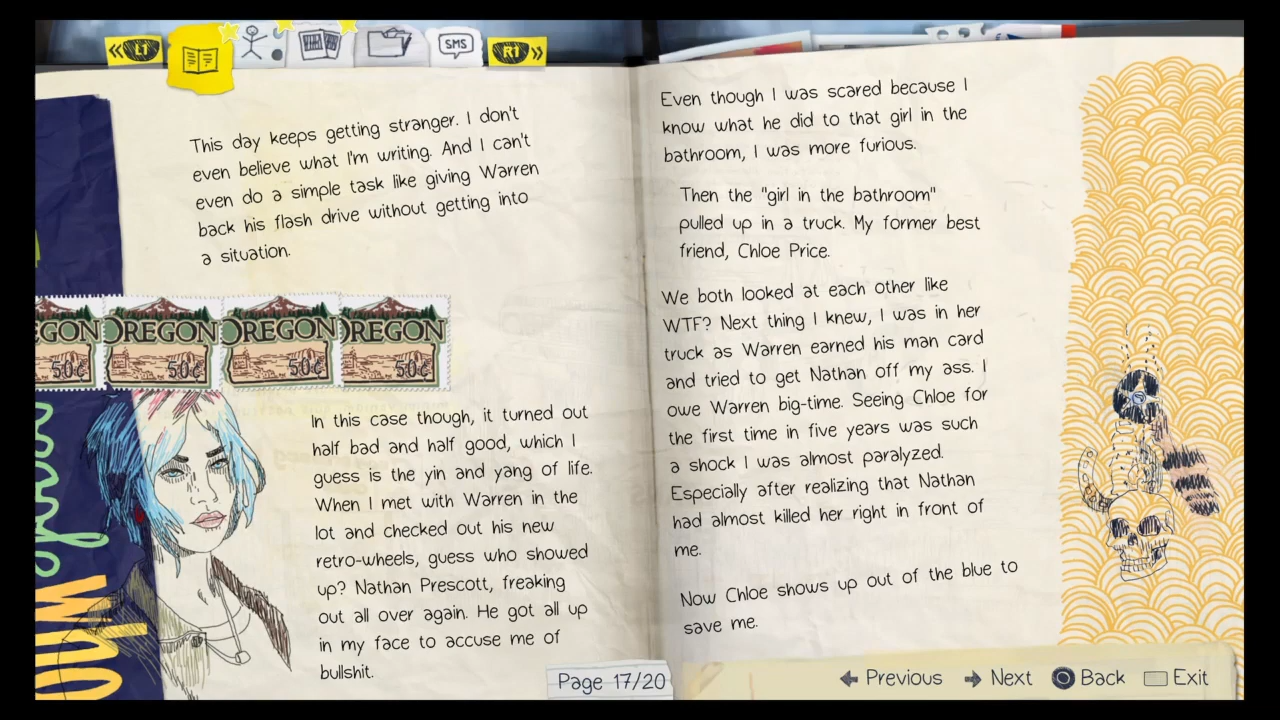 L1
SMS
R1
This day keeps getting stranger. I don't
even believe what I'm writing. And I can't
even do a simple task like giving Warren
back his flash drive without getting into
a situation.
OREGON OREGON OREGON
50¢ 50¢ 50¢ 50¢
In this case though, it turned out
half bad and half good, which I
guess is the yin and yang of life.
When I met with Warren in the
lot and checked out his new
retro-wheels, guess who showed
up? Nathan Prescott, freaking
out all over again. He got all up
in my face to accuse me of
bullshit.
who
Even though I was scared because I
know what he did to that girl in the
bathroom, I was more furious.
Then the "girl in the bathroom"
pulled up in a truck. My former best
friend, Chloe Price.
We both looked at each other like
WTF? Next thing I knew, I was in her
truck as Warren earned his man card
and tried to get Nathan off my ass. I
owe Warren big-time. Seeing Chloe for
the first time in five years was such
a shock I was almost paralyzed.
Especially after realizing that Nathan
had almost killed her right in front of
me.
Now Chloe shows up out of the blue to
save me.
Page 17/20
Previous
Next
Back
Exit